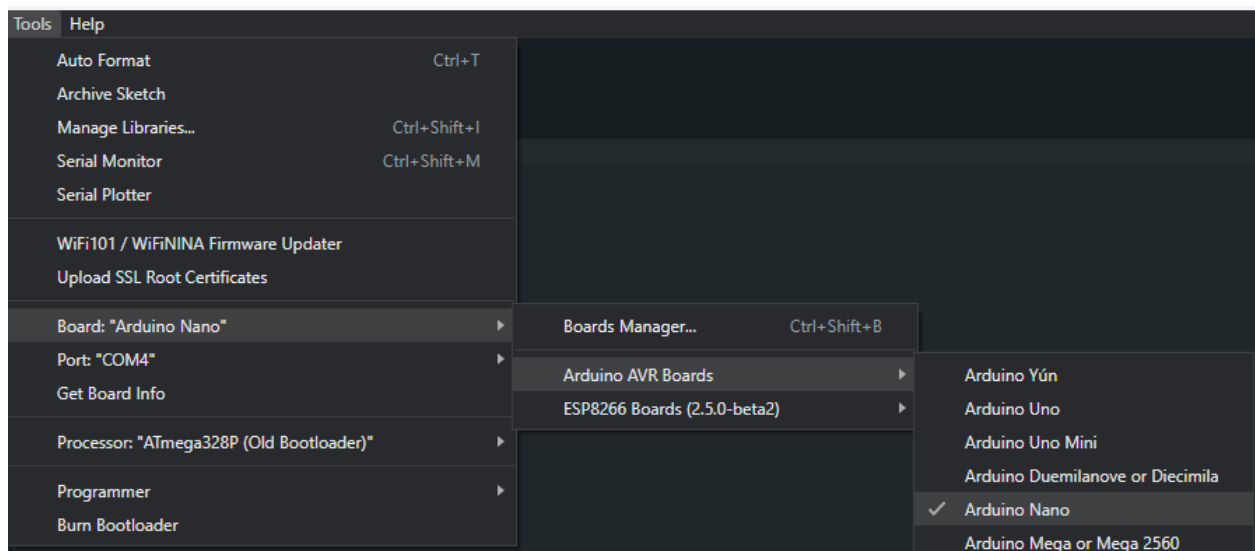 Tools Help
Auto Format Ctrl+T
Archive Sketch
Manage Libraries... Ctrl+Shift+I
Serial Monitor Ctrl+Shift+M
Serial Plotter
WiFi101 / WiFiNINA Firmware Updater
Upload SSL Root Certificates
Board: "Arduino Nano"
Port: "COM4"
Get Board Info
Processor: "ATmega328P (Old Bootloader)"
Programmer
Burn Bootloader
Boards Manager... Ctrl+Shift+B
Arduino AVR Boards
ESP8266 Boards (2.5.0-beta2)
Arduino Yún
Arduino Uno
Arduino Uno Mini
Arduino Duemilanove or Diecimila
Arduino Nano
Arduino Mega or Mega 2560